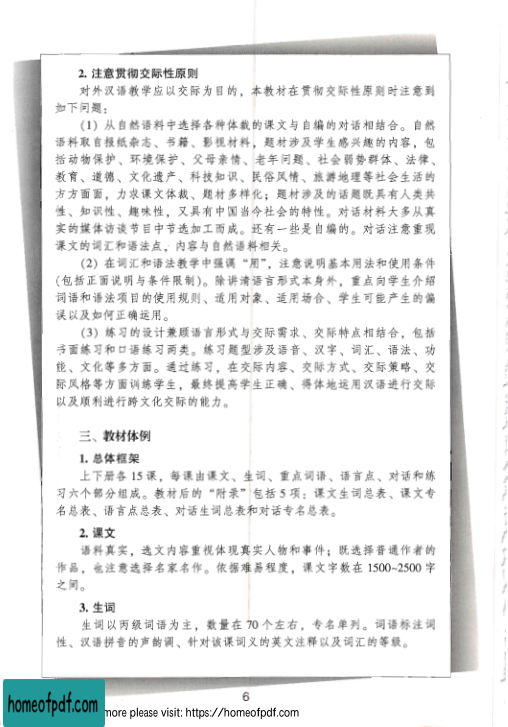 2. 注意贯彻交际性原则
对外汉语教学应以交际为目的，本教材在贯彻交际性原则时注意到
如下问题：
(1) 从自然语料中选择各种体裁的课文与自编的对话相结合。自然
语料取自报纸杂志、书籍、影视材料，题材涉及学生感兴趣的内容，包
括动物保护、环境保护、父母亲情、老年问题、社会弱势群体、法律、
教育、道德、文化遗产、科技知识、民俗风情、旅游地理等社会生活的
方方面面，力求课文体裁、题材多样化；题材涉及的话题既具有人类共
性、知识性、趣味性，又具有中国当今社会的特性。对话材料大多从真
实的媒体访谈节目中节选加工而成。还有一些是自编的。对话注意重现
课文的词汇和语法点，内容与自然语料相关。
(2) 在词汇和语法教学中强调“用”，注意说明基本用法和使用条件
(包括正面说明与条件限制)。除讲清语言形式本身外，重点向学生介绍
词语和语法项目的使用规则、适用对象、适用场合、学生可能产生的偏
误以及如何正确运用。
(3) 练习的设计兼顾语言形式与交际需求、交际特点相结合，包括
书面练习和口语练习两类。练习题型涉及语音、汉字、词汇、语法、功
能、文化等多方面。通过练习，在交际内容、交际方式、交际策略、交
际风格等方面训练学生，最终提高学生正确、得体地运用汉语进行交际
以及顺利进行跨文化交际的能力。
三、教材体例
1. 总体框架
上下册各 15 课，每课由课文、生词、重点词语、语言点、对话和练
习六个部分组成。教材后的“附录”包括 5 项：课文生词总表、课文专
名总表、语言点总表、对话生词总表和对话专名总表。
2. 课文
语料真实，选文内容重视体现真实人物和事件；既选择普通作者的
作品，也注意选择名家名作。依据难易程度，课文字数在 1500~2500 字
之间。
3. 生词
生词以丙级词语为主，数量在 70 个左右，专名单列。词语标注词
性、汉语拼音的声韵调、针对该课词义的英文注释以及词汇的等级。
6
homeofpdf.com
more please visit: https://homeofpdf.com